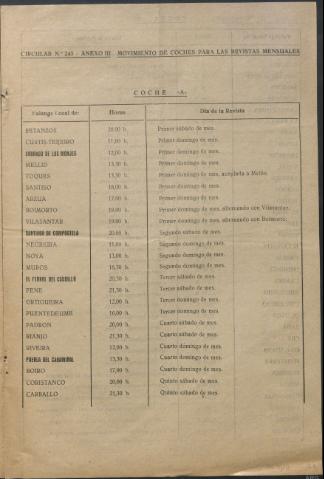 CIRCULAR N.º 245 - ANEXO III - MOVIMIENTO DE COCHES PARA LAS REVISTAS MENSUALES
COCHE «A»
Falange Local de: Horas Día de la Revista
BETANZOS 20,00 h. Primer sábado de mes.
CURTIS-TEIJEIRO 11,00 h. Primer domingo de mes.
SOBRADO DE LOS MONJES 12,00 h. Primer domingo de mes.
MELLID 13,30 h. Primer domingo de mes.
TOQUES 13,30 h. Primer domingo de mes, acoplada a Mellid.
SANTISO 16,00 h. Primer domingo de mes.
ARZUA 17,00 h. Primer domingo de mes.
BOIMORTO 19,00 h. Primer domingo de mes, alternando con Vilasantar.
VILASANTAR 19,00 h. Primer domingo de mes, alternando con Boimorto.
SANTIAGO DE COMPOSTELA 20,00 h. Segundo sábado de mes.
NEGREIRA 11,00 h. Segundo domingo de mes.
NOYA 13,00 h. Segundo domingo de mes.
MUROS 16,30 h. Segundo domingo de mes.
EL FERROL DEL CAUDILLO 20,30 h. Tercer sábado de mes.
FENE 21,30 h. Tercer sábado de mes.
ORTIGUEIRA 12,00 h. Tercer domingo de mes.
PUENTEDEUME 16,00 h. Tercer domingo de mes.
PADRON 20,00 h. Cuarto sábado de mes.
RIANJO 21,30 h. Cuarto sábado de mes.
RIVEIRA 12,00 h. Cuarto domingo de mes.
PUEBLA DEL CARAMIÑAL 13,30 h. Cuarto domingo de mes.
BOIRO 17,00 h. Cuarto domingo de mes.
CORISTANCO 20,00 h. Quinto sábado de mes.
CARBALLO 21,30 h. Quinto sábado de mes.